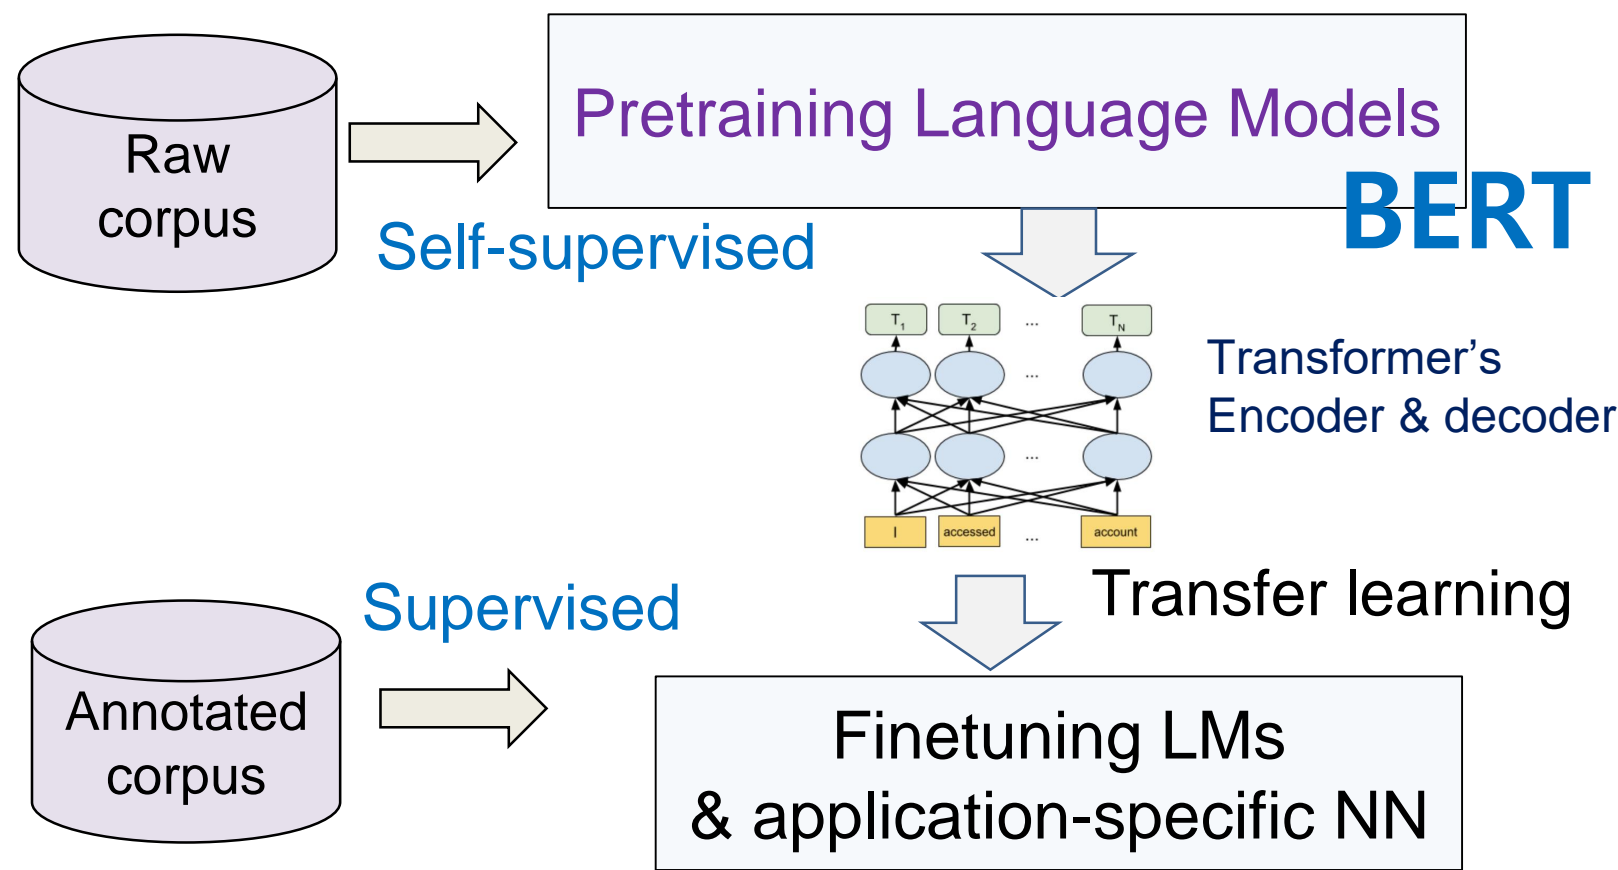 Raw
corpus
Pretraining Language Models
BERT
Self-supervised
T1 T2 ... TN
...
Transformer’s
Encoder & decoder
...
I accessed ... account
Transfer learning
Supervised
Annotated
corpus
Finetuning LMs
& application-specific NN